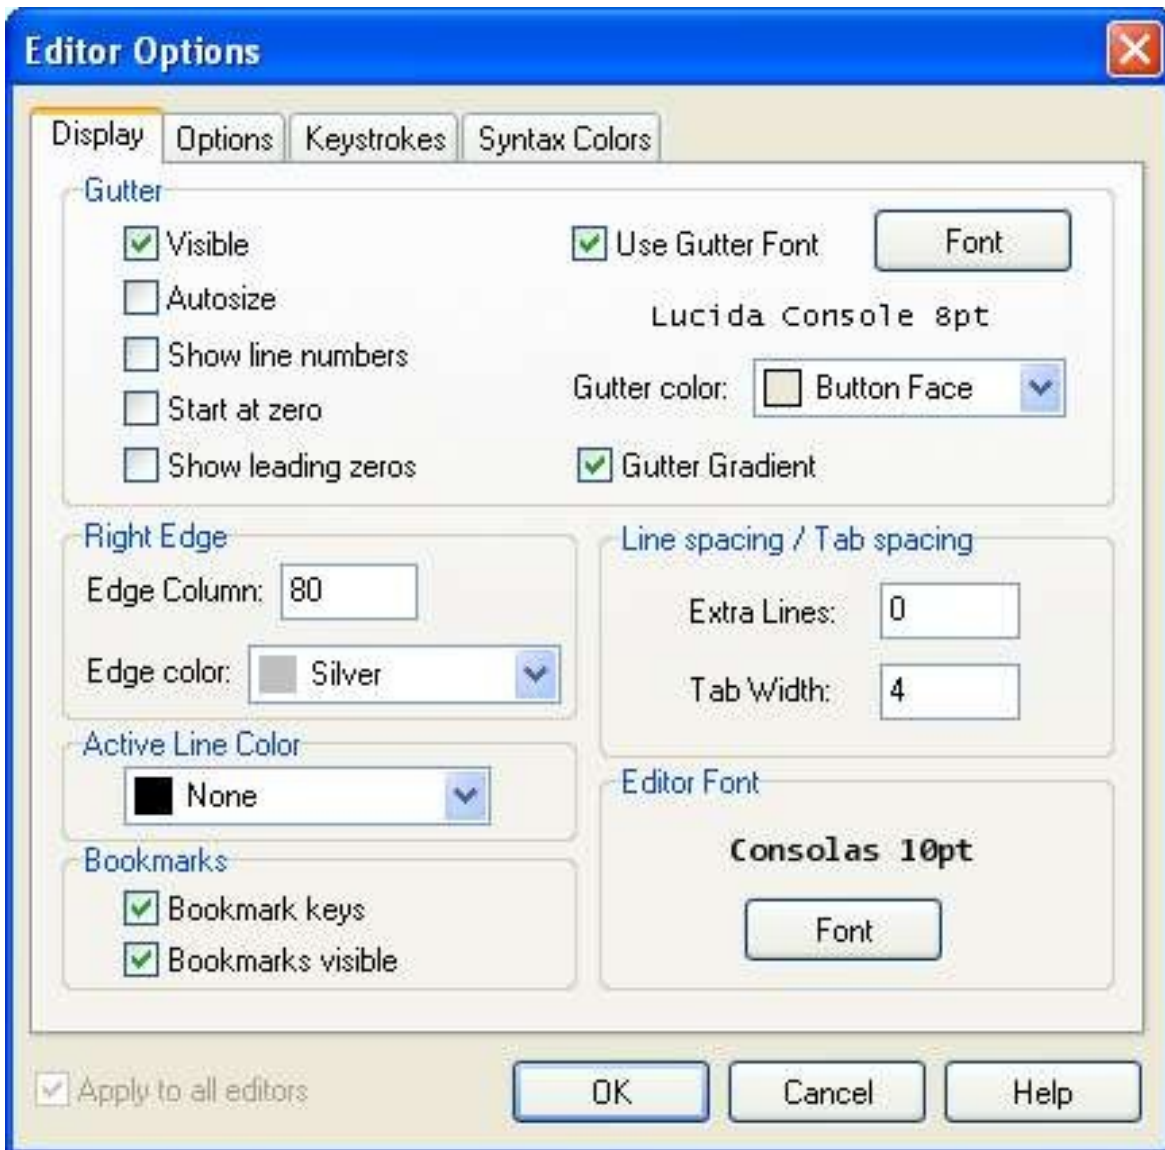 Editor Options
Display Options Keystrokes Syntax Colors
Gutter
Visible
Use Gutter Font
Font
Autosize
Lucida Console 8pt
Show line numbers
Gutter color: Button Face
Start at zero
Show leading zeros
Gutter Gradient
Right Edge
Edge Column: 80
Edge color: Silver
Line spacing / Tab spacing
Extra Lines: 0
Tab Width: 4
Active Line Color
None
Editor Font
Consolas 10pt
Font
Bookmarks
Bookmark keys
Bookmarks visible
Apply to all editors
OK
Cancel
Help